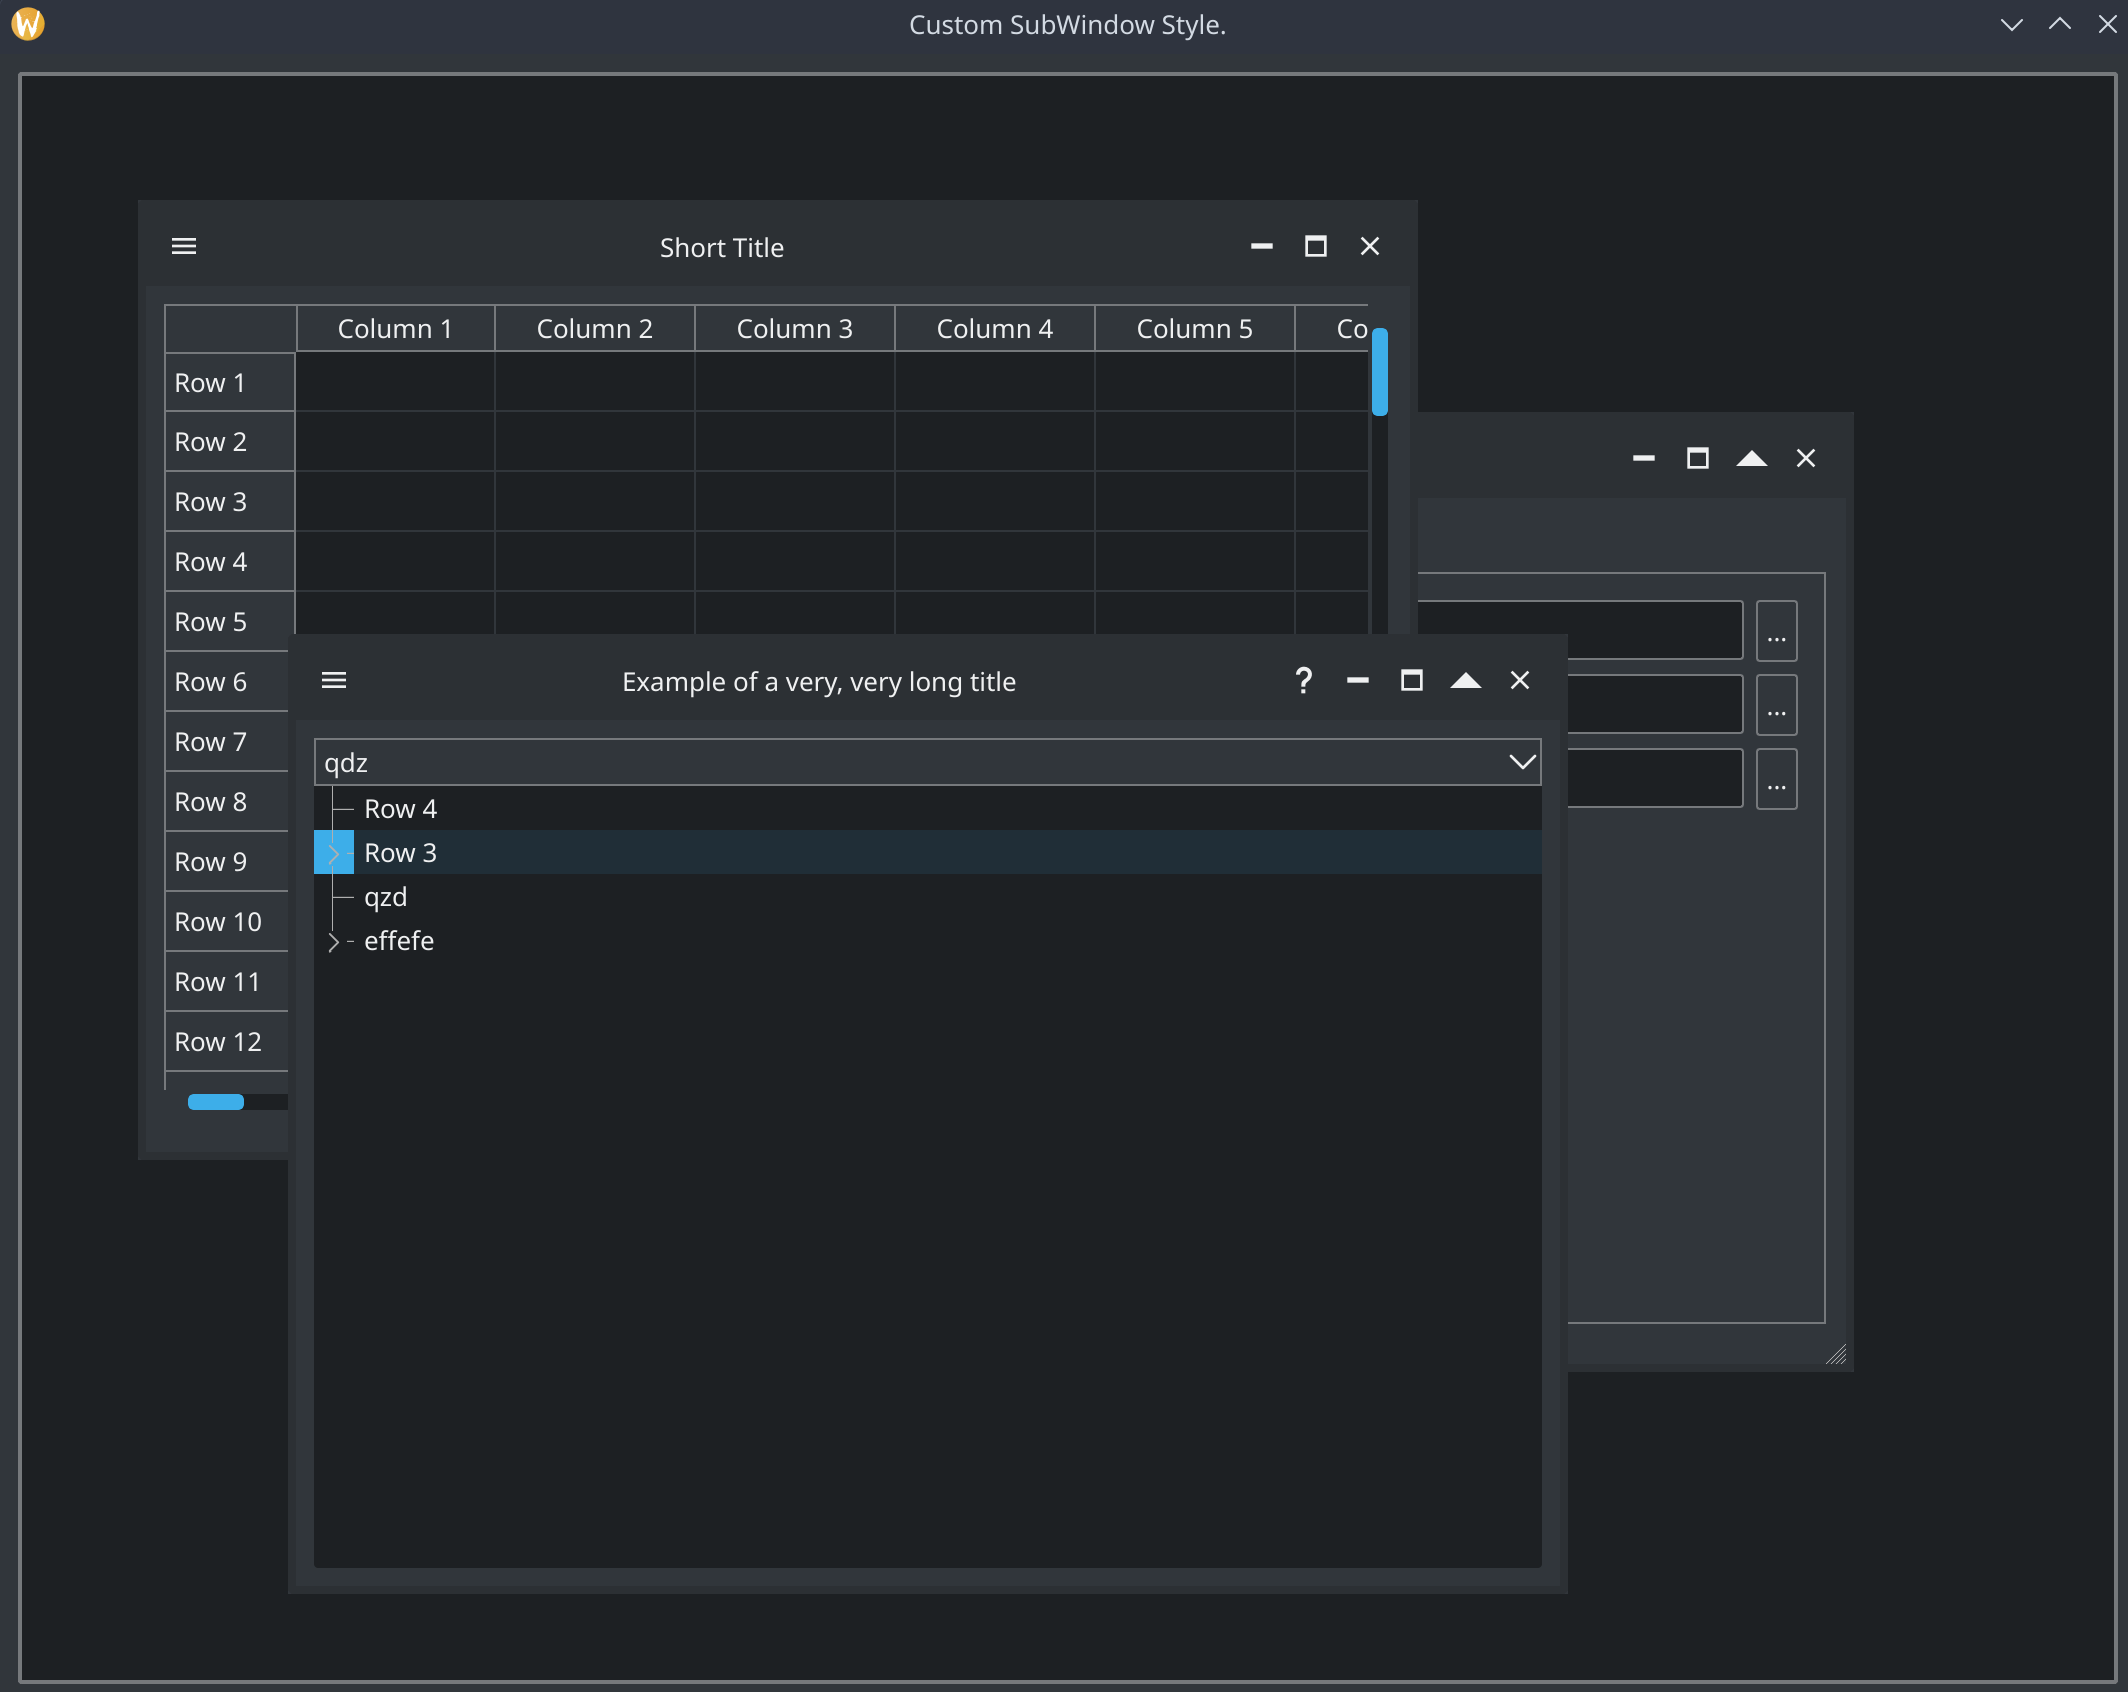 Custom SubWindow Style.
Short Title
Column 1 Column 2 Column 3 Column 4 Column 5 Co
Row 1
Row 2
Row 3
Row 4
Row 5
Row 6
Row 7
Row 8
Row 9
Row 10
Row 11
Row 12
...
...
...
Example of a very, very long title ?
qdz
Row 4
Row 3
qzd
effefe